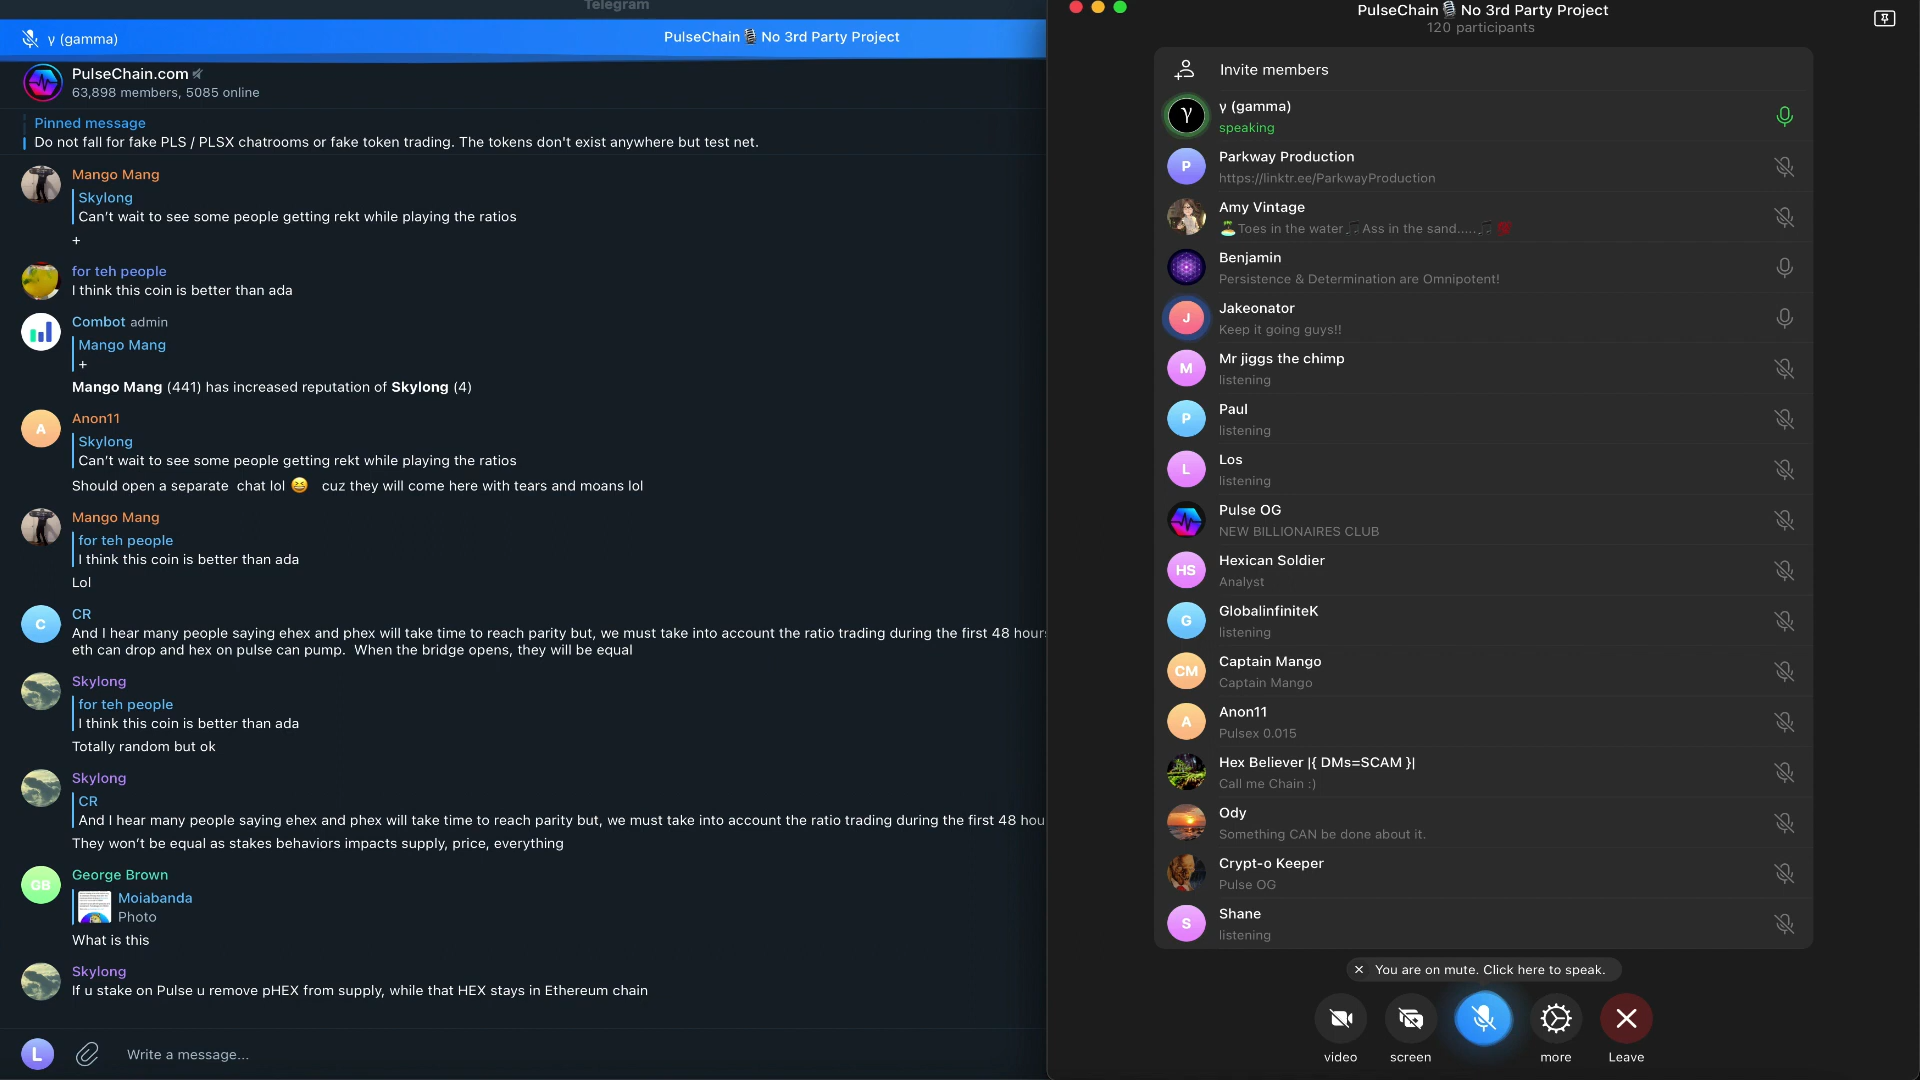 Telegram
γ (gamma)
PulseChain🎙️No 3rd Party Project
PulseChain.com
63,898 members, 5085 online
Pinned message
Do not fall for fake PLS / PLSX chatrooms or fake token trading. The tokens don't exist anywhere but test net.
Mango Mang
Skylong
Can't wait to see some people getting rekt while playing the ratios
+
for teh people
I think this coin is better than ada
Combot admin
Mango Mang
+
Mango Mang (441) has increased reputation of Skylong (4)
A
Anon11
Skylong
Can't wait to see some people getting rekt while playing the ratios
Should open a separate chat lol 😆 cuz they will come here with tears and moans lol
Mango Mang
for teh people
I think this coin is better than ada
Lol
C
CR
And I hear many people saying ehex and phex will take time to reach parity but, we must take into account the ratio trading during the first 48 hours
eth can drop and hex on pulse can pump. When the bridge opens, they will be equal
Skylong
for teh people
I think this coin is better than ada
Totally random but ok
Skylong
CR
And I hear many people saying ehex and phex will take time to reach parity but, we must take into account the ratio trading during the first 48 hou
They won't be equal as stakes behaviors impacts supply, price, everything
GB
George Brown
Moiabanda
Photo
What is this
Skylong
If u stake on Pulse u remove pHEX from supply, while that HEX stays in Ethereum chain
L
Write a message...
PulseChain🎙️No 3rd Party Project
120 participants
Invite members
γ
γ (gamma)
speaking
P
Parkway Production
https://linktr.ee/ParkwayProduction
Amy Vintage
🏝️Toes in the water🎵Ass in the sand.....🎵💯
Benjamin
Persistence & Determination are Omnipotent!
J
Jakeonator
Keep it going guys!!
M
Mr jiggs the chimp
listening
P
Paul
listening
L
Los
listening
Pulse OG
NEW BILLIONAIRES CLUB
HS
Hexican Soldier
Analyst
G
GlobalinfiniteK
listening
CM
Captain Mango
Captain Mango
A
Anon11
Pulsex 0.015
Hex Believer |{ DMs=SCAM }|
Call me Chain :)
Ody
Something CAN be done about it.
Crypt-o Keeper
Pulse OG
S
Shane
listening
You are on mute. Click here to speak.
video
screen
more
Leave